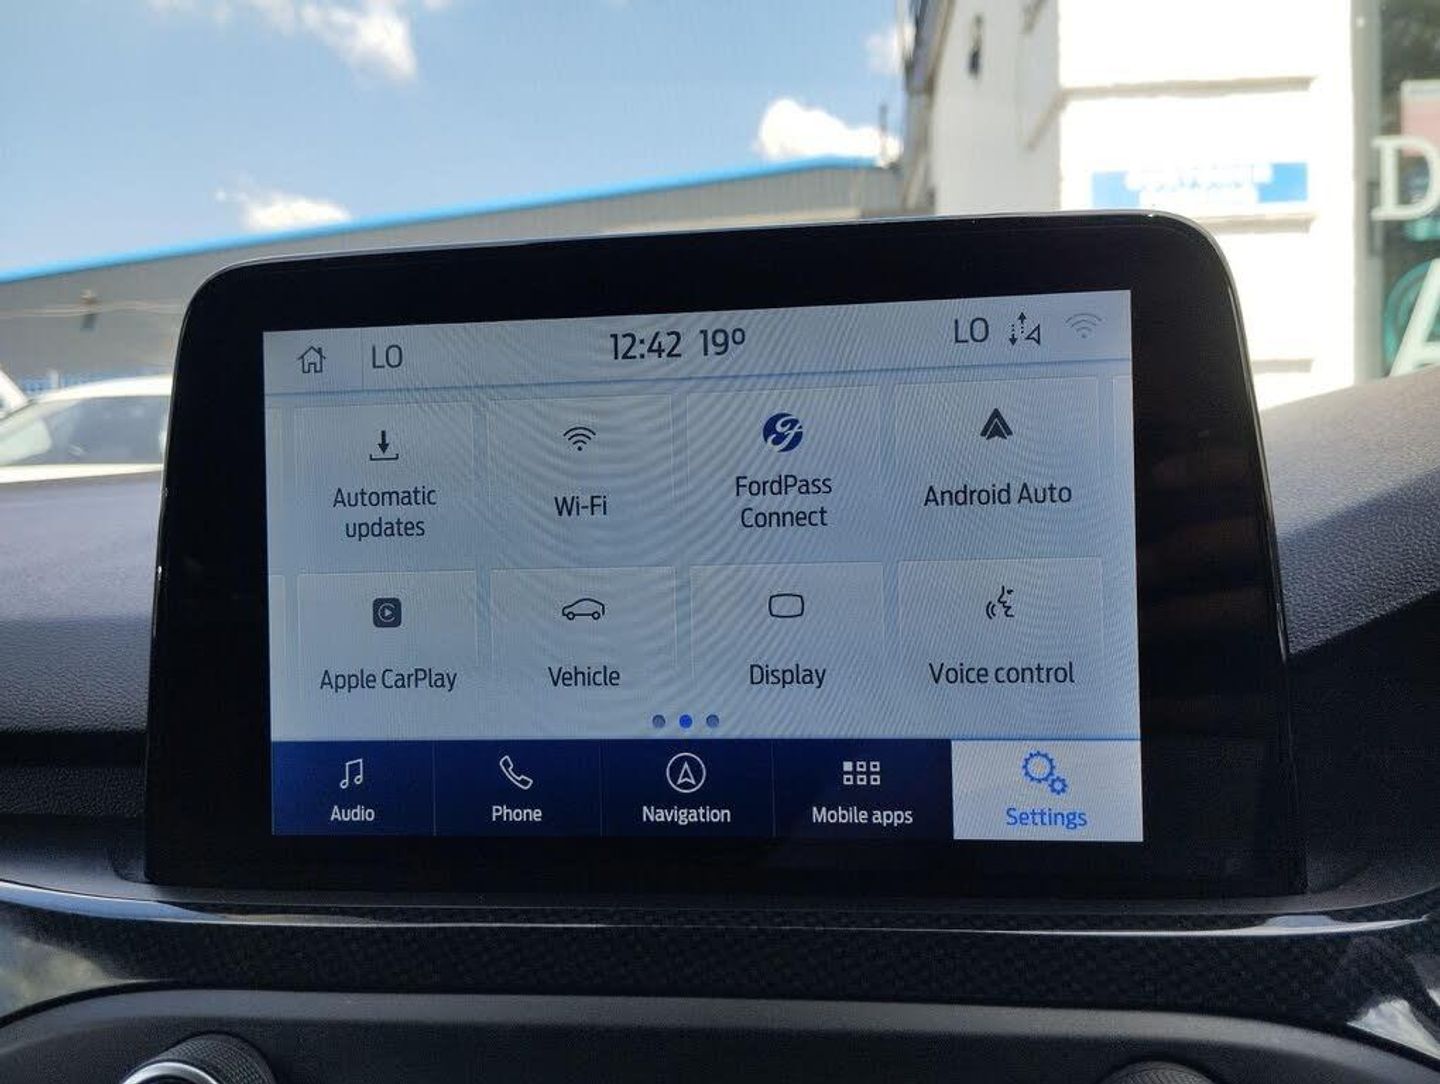 LO 12:42 19° LO
Automatic
updates
Wi-Fi
FordPass
Connect
Android Auto
Apple CarPlay
Vehicle
Display
Voice control
Audio
Phone
Navigation
Mobile apps
Settings
D
A